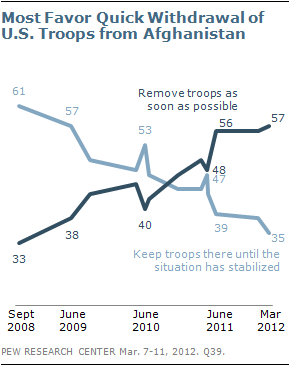 Most Favor Quick Withdrawal of
U.S. Troops from Afghanistan
Remove troops as
soon as possible
61
57
53
56
57
48
47
40
39
38
35
33
Keep troops there until the
situation has stabilized
Sept
2008
June
2009
June
2010
June
2011
Mar
2012
PEW RESEARCH CENTER Mar. 7-11, 2012. Q39.